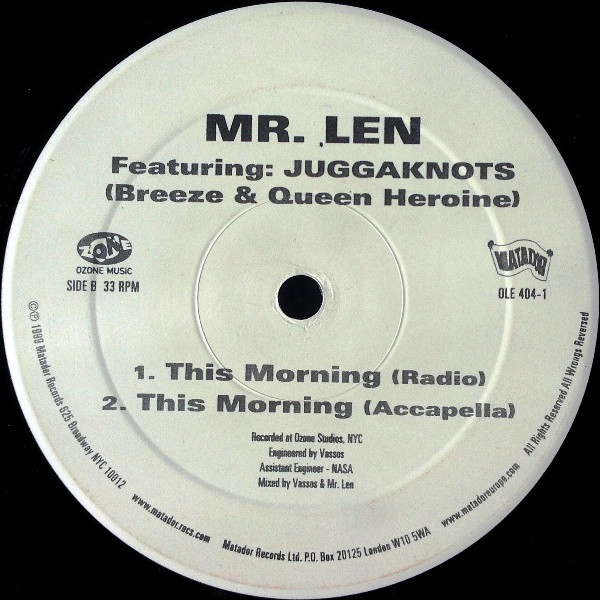 MR. LEN
Featuring: JUGGAKNOTS
(Breeze & Queen Heroine)
OZONE
OZONE MUSIC
SIDE B 33 RPM
MATADOR
OLE 404-1
1. This Morning (Radio)
2. This Morning (Accapella)
Recorded at Ozone Studios, NYC
Engineered by Vassos
Assistant Engineer - NASA
Mixed by Vassos & Mr. Len
©℗ 1999 Matador Records 625 Broadway NYC 10012
www.matador.recs.com
Matador Records Ltd. P.O. Box 20125 London W10 5WA
www.matadoreurope.com
All Rights Reserved All Wrongs Reversed